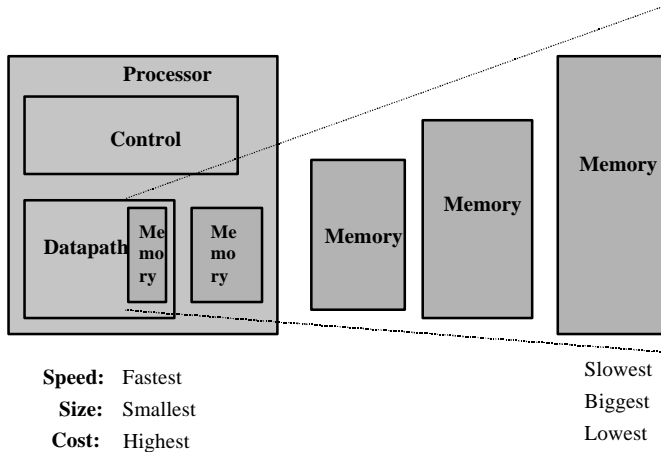 Processor
Control
Datapath
Me
mo
ry
Me
mo
ry
Memory
Memory
Memory
Speed: Fastest
Size: Smallest
Cost: Highest
Slowest
Biggest
Lowest